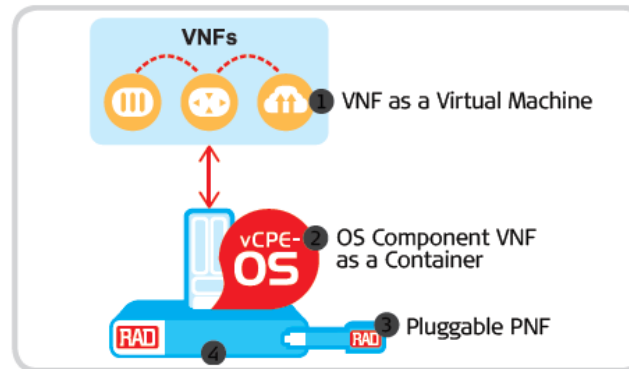 VNFs
1 VNF as a Virtual Machine
vCPE-
OS
2 OS Component VNF
as a Container
3 Pluggable PNF
RAD
RAD
4